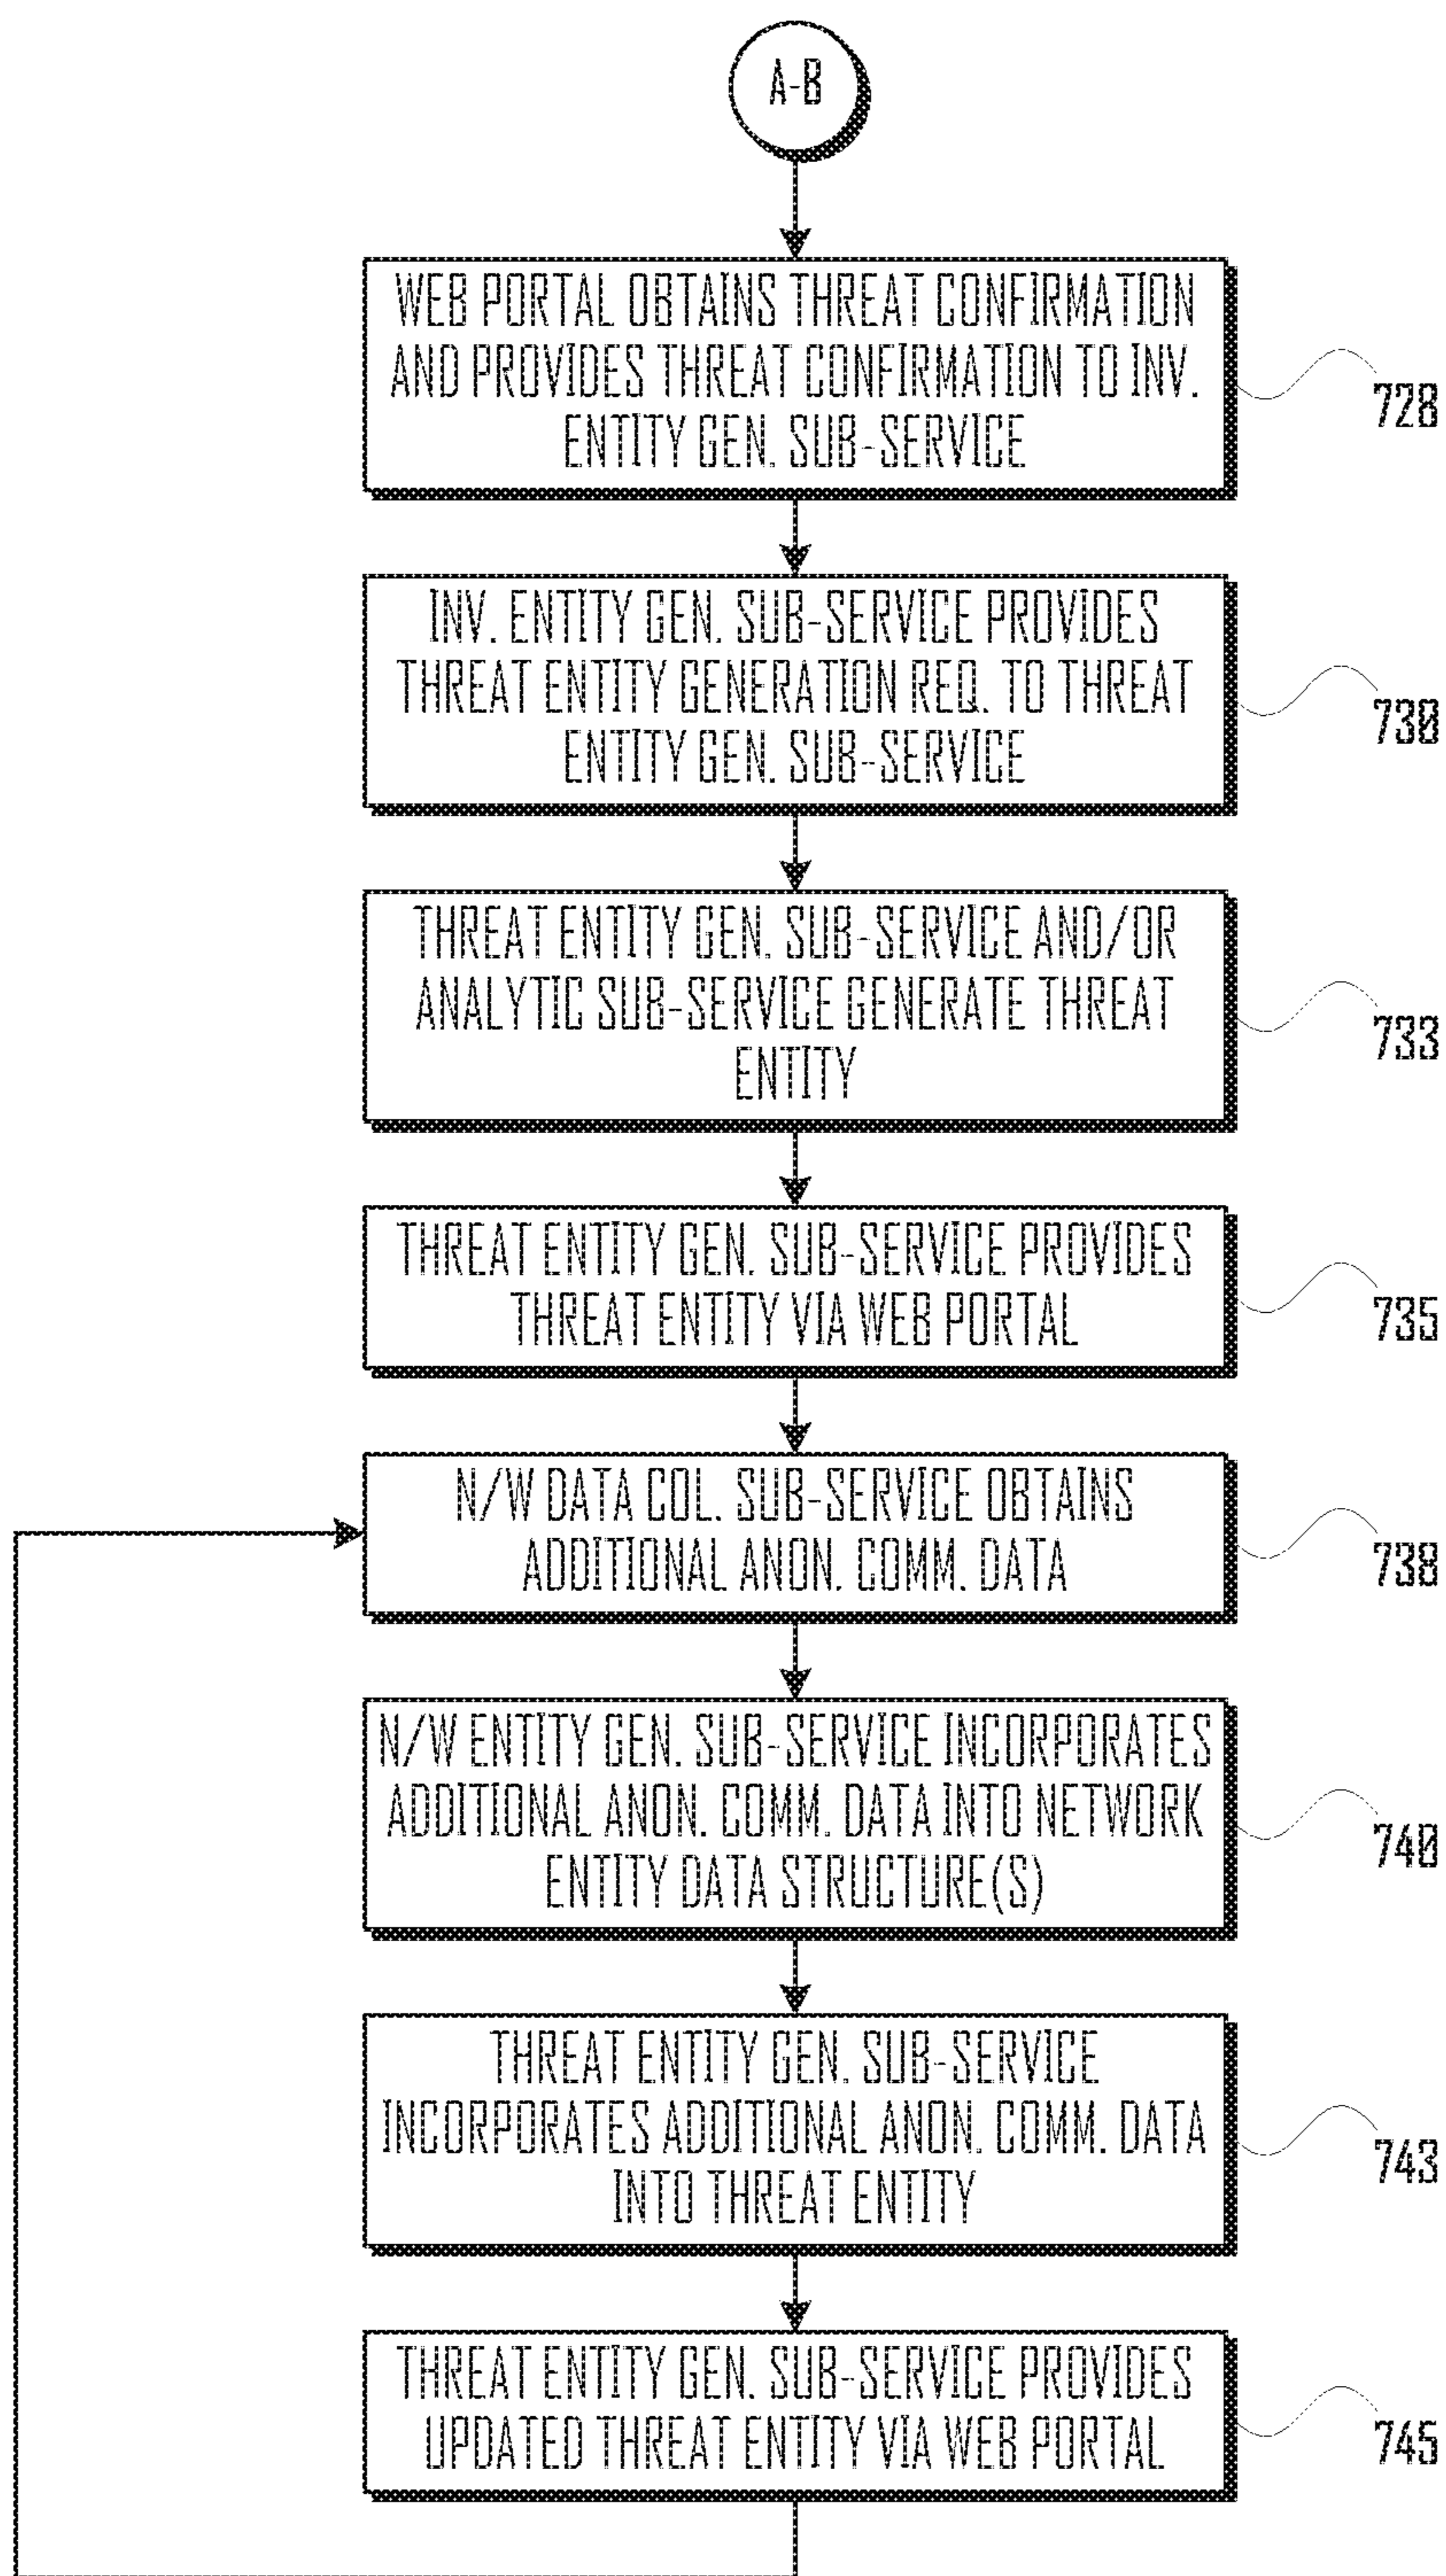 A-B
WEB PORTAL OBTAINS THREAT CONFIRMATION
AND PROVIDES THREAT CONFIRMATION TO INV.
ENTITY GEN. SUB-SERVICE
728
INV. ENTITY GEN. SUB-SERVICE PROVIDES
THREAT ENTITY GENERATION REQ. TO THREAT
ENTITY GEN. SUB-SERVICE
730
THREAT ENTITY GEN. SUB-SERVICE AND/OR
ANALYTIC SUB-SERVICE GENERATE THREAT
ENTITY
733
THREAT ENTITY GEN. SUB-SERVICE PROVIDES
THREAT ENTITY VIA WEB PORTAL
735
N/W DATA COL. SUB-SERVICE OBTAINS
ADDITIONAL ANON. COMM. DATA
738
N/W ENTITY GEN. SUB-SERVICE INCORPORATES
ADDITIONAL ANON. COMM. DATA INTO NETWORK
ENTITY DATA STRUCTURE(S)
740
THREAT ENTITY GEN. SUB-SERVICE
INCORPORATES ADDITIONAL ANON. COMM. DATA
INTO THREAT ENTITY
743
THREAT ENTITY GEN. SUB-SERVICE PROVIDES
UPDATED THREAT ENTITY VIA WEB PORTAL
745